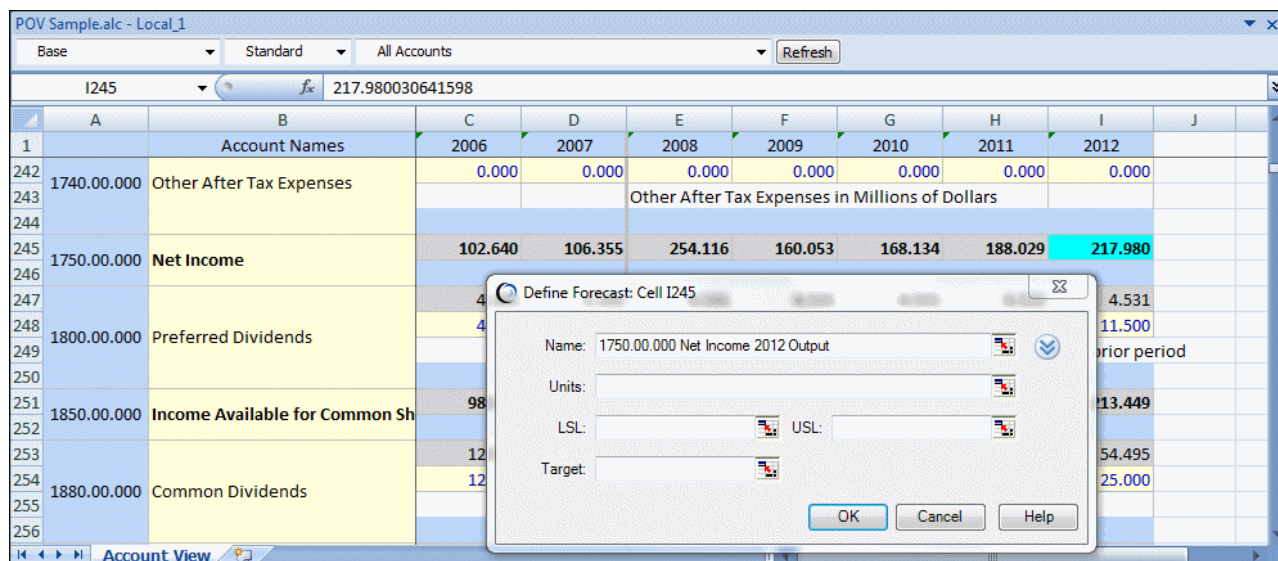 POV Sample.alc - Local_1
Base Standard All Accounts Refresh
I245 fx 217.980030641598
A B C D E F G H I J
1 Account Names 2006 2007 2008 2009 2010 2011 2012
242 0.000 0.000 0.000 0.000 0.000 0.000 0.000
1740.00.000 Other After Tax Expenses
243 Other After Tax Expenses in Millions of Dollars
244
245 102.640 106.355 254.116 160.053 168.134 188.029 217.980
1750.00.000 Net Income
246
Define Forecast: Cell I245
247 4 4.531
248 4 11.500
1800.00.000 Preferred Dividends
249 prior period
250
Name: 1750.00.000 Net Income 2012 Output
Units:
LSL: USL:
Target:
OK Cancel Help
251 98 213.449
1850.00.000 Income Available for Common Sh
252
253 12 54.495
254 12 25.000
1880.00.000 Common Dividends
255
256
Account View